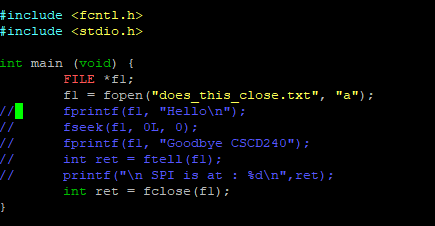 #include <fcntl.h>
#include <stdio.h>

int main (void) {
        FILE *f1;
        f1 = fopen("does_this_close.txt", "a");
//      fprintf(f1, "Hello\n");
//      fseek(f1, 0L, 0);
//      fprintf(f1, "Goodbye CSCD240");
//      int ret = ftell(f1);
//      printf("\n SPI is at : %d\n",ret);
        int ret = fclose(f1);
}